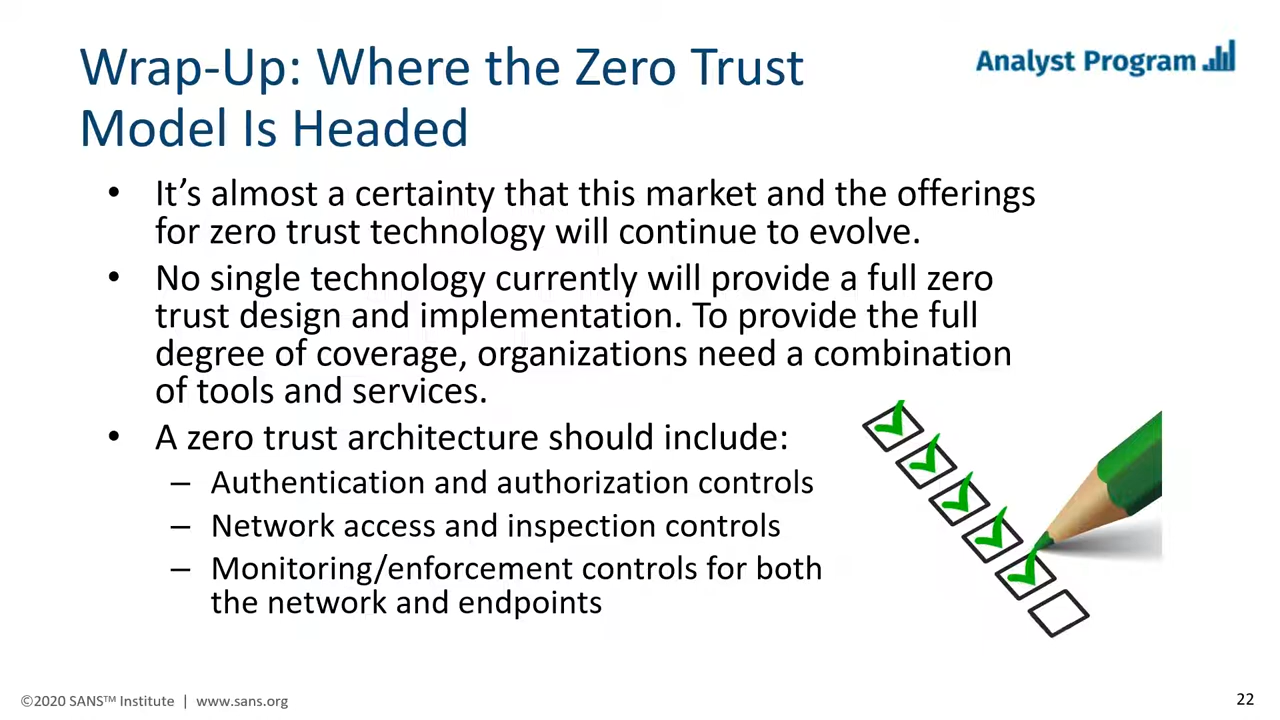 Wrap-Up: Where the Zero Trust
Model Is Headed
Analyst Program
• It’s almost a certainty that this market and the offerings
for zero trust technology will continue to evolve.
• No single technology currently will provide a full zero
trust design and implementation. To provide the full
degree of coverage, organizations need a combination
of tools and services.
• A zero trust architecture should include:
– Authentication and authorization controls
– Network access and inspection controls
– Monitoring/enforcement controls for both
the network and endpoints
©2020 SANS™ Institute | www.sans.org
22